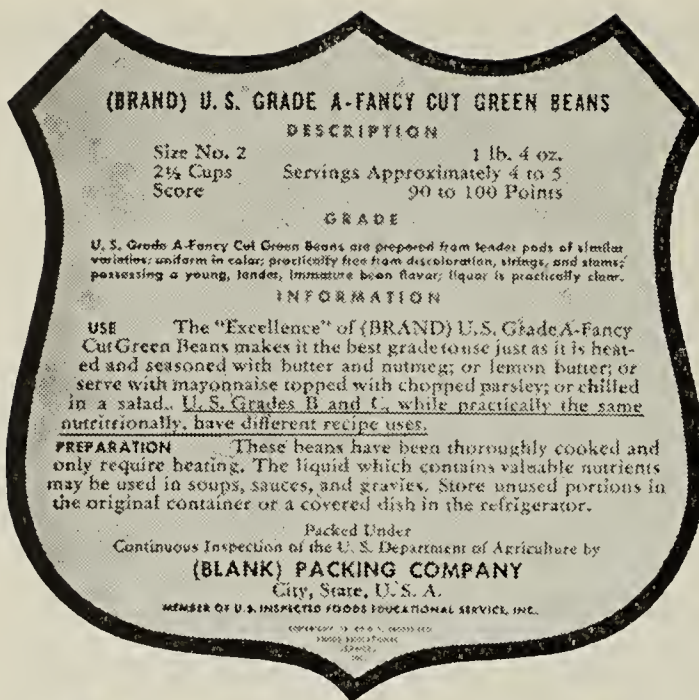 (BRAND) U. S. GRADE A-FANCY CUT GREEN BEANS
DESCRIPTION
Size No. 2 1 lb. 4 oz.
2½ Cups Servings Approximately 4 to 5
Score 90 to 100 Points
GRADE
U. S. Grade A-Fancy Cut Green Beans are prepared from tender pods of similar
varieties; uniform in color; practically free from discoloration, strings, and stems;
possessing a young, tender, immature bean flavor; liquor is practically clear.
INFORMATION
USE The "Excellence" of (BRAND) U.S. Grade A-Fancy
Cut Green Beans makes it the best grade to use just as it is heat-
ed and seasoned with butter and nutmeg; or lemon butter; or
serve with mayonnaise topped with chopped parsley; or chilled
in a salad. U.S. Grades B and C, while practically the same
nutritrionally, have different recipe uses.
PREPARATION These beans have been thoroughly cooked and
only require heating. The liquid which contains valuable nutrients
may be used in soups, sauces, and gravies. Store unused portions in
the original container or a covered dish in the refrigerator.
Packed Under
Continuous Inspection of the U. S. Department of Agriculture by
(BLANK) PACKING COMPANY
City, State, U. S. A.
MEMBER OF U.S. INSPECTED FOODS EDUCATIONAL SERVICE, INC.
COPYRIGHT BY U. S. INSPECTED
FOODS EDUCATIONAL
SERVICE,
INC.